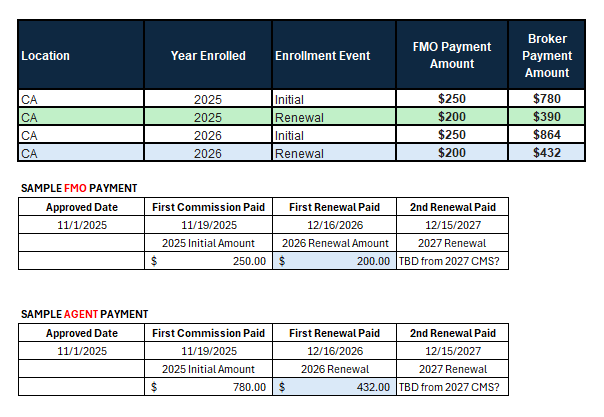 Location Year Enrolled Enrollment Event FMO Payment Amount Broker Payment Amount
CA 2025 Initial $250 $780
CA 2025 Renewal $200 $390
CA 2026 Initial $250 $864
CA 2026 Renewal $200 $432
SAMPLE FMO PAYMENT
Approved Date First Commission Paid First Renewal Paid 2nd Renewal Paid
11/1/2025 11/19/2025 12/16/2026 12/15/2027
2025 Initial Amount 2026 Renewal Amount 2027 Renewal
$ 250.00 $ 200.00 TBD from 2027 CMS?
SAMPLE AGENT PAYMENT
Approved Date First Commission Paid First Renewal Paid 2nd Renewal Paid
11/1/2025 11/19/2025 12/16/2026 12/15/2027
2025 Initial Amount 2026 Renewal 2027 Renewal
$ 780.00 $ 432.00 TBD from 2027 CMS?